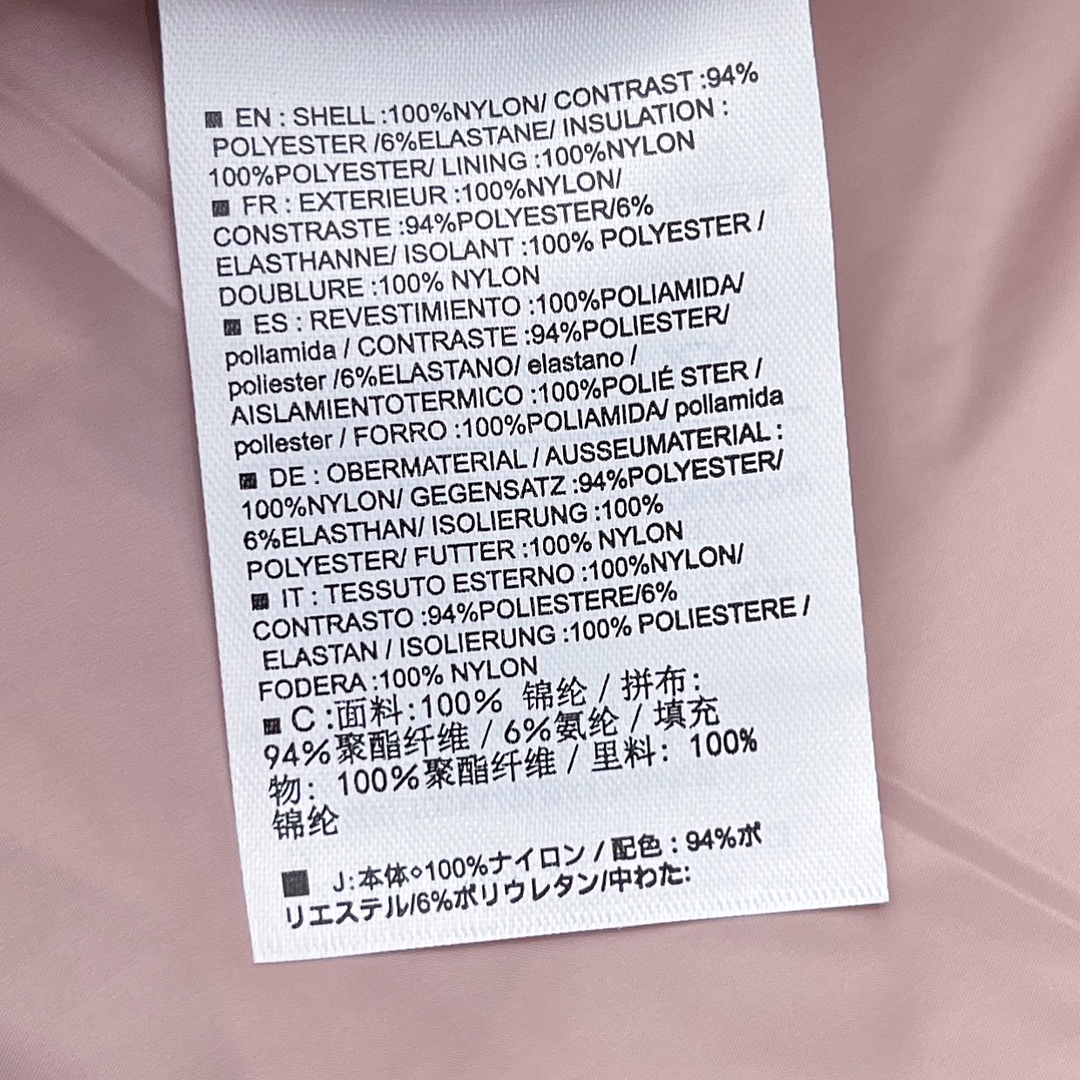 ■ EN : SHELL :100%NYLON/ CONTRAST :94%
POLYESTER /6%ELASTANE/ INSULATION :
100%POLYESTER/ LINING :100%NYLON
■ FR : EXTERIEUR :100%NYLON/
CONSTRASTE :94%POLYESTER/6%
ELASTHANNE/ ISOLANT :100% POLYESTER /
DOUBLURE :100% NYLON
■ ES : REVESTIMIENTO :100%POLIAMIDA/
pollamida / CONTRASTE :94%POLIESTER/
poliester /6%ELASTANO/ elastano /
AISLAMIENTOTERMICO :100%POLIÉ STER /
pollester / FORRO :100%POLIAMIDA/ pollamida
■ DE : OBERMATERIAL / AUSSEUMATERIAL :
100%NYLON/ GEGENSATZ :94%POLYESTER/
6%ELASTHAN/ ISOLIERUNG :100%
POLYESTER/ FUTTER :100% NYLON
■ IT : TESSUTO ESTERNO :100%NYLON/
CONTRASTO :94%POLIESTERE/6%
ELASTAN / ISOLIERUNG :100% POLIESTERE /
FODERA :100% NYLON
■ C :面料:100% 锦纶 / 拼布:
94%聚酯纤维 / 6%氨纶 / 填充
物: 100%聚酯纤维 / 里料: 100%
锦纶
■ J:本体⋄100%ナイロン / 配色 : 94%ポ
リエステル/6%ポリウレタン/中わた: